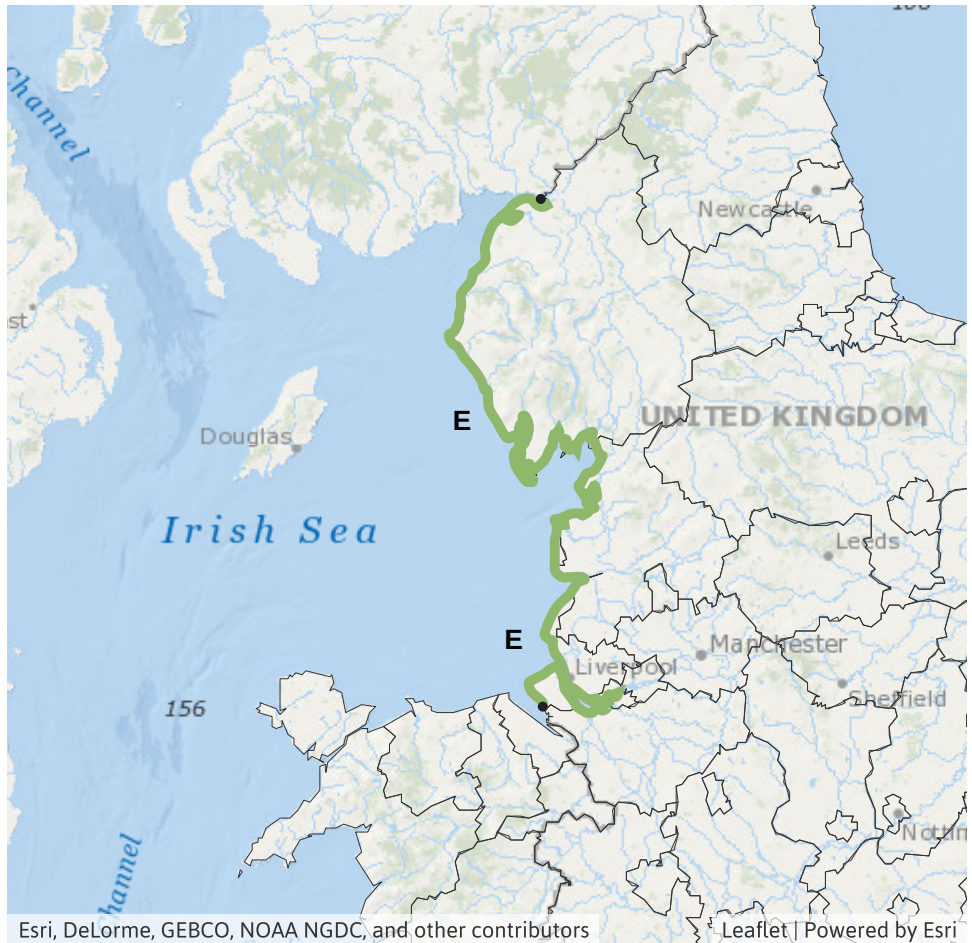 Channel
Newcastle
st
UNITED KINGDOM
E
Douglas
Irish Sea
Leeds
E
Manchester
Liverpool
Sheffield
156
Nottin
hannel
Esri, DeLorme, GEBCO, NOAA NGDC, and other contributors
Leaflet | Powered by Esri